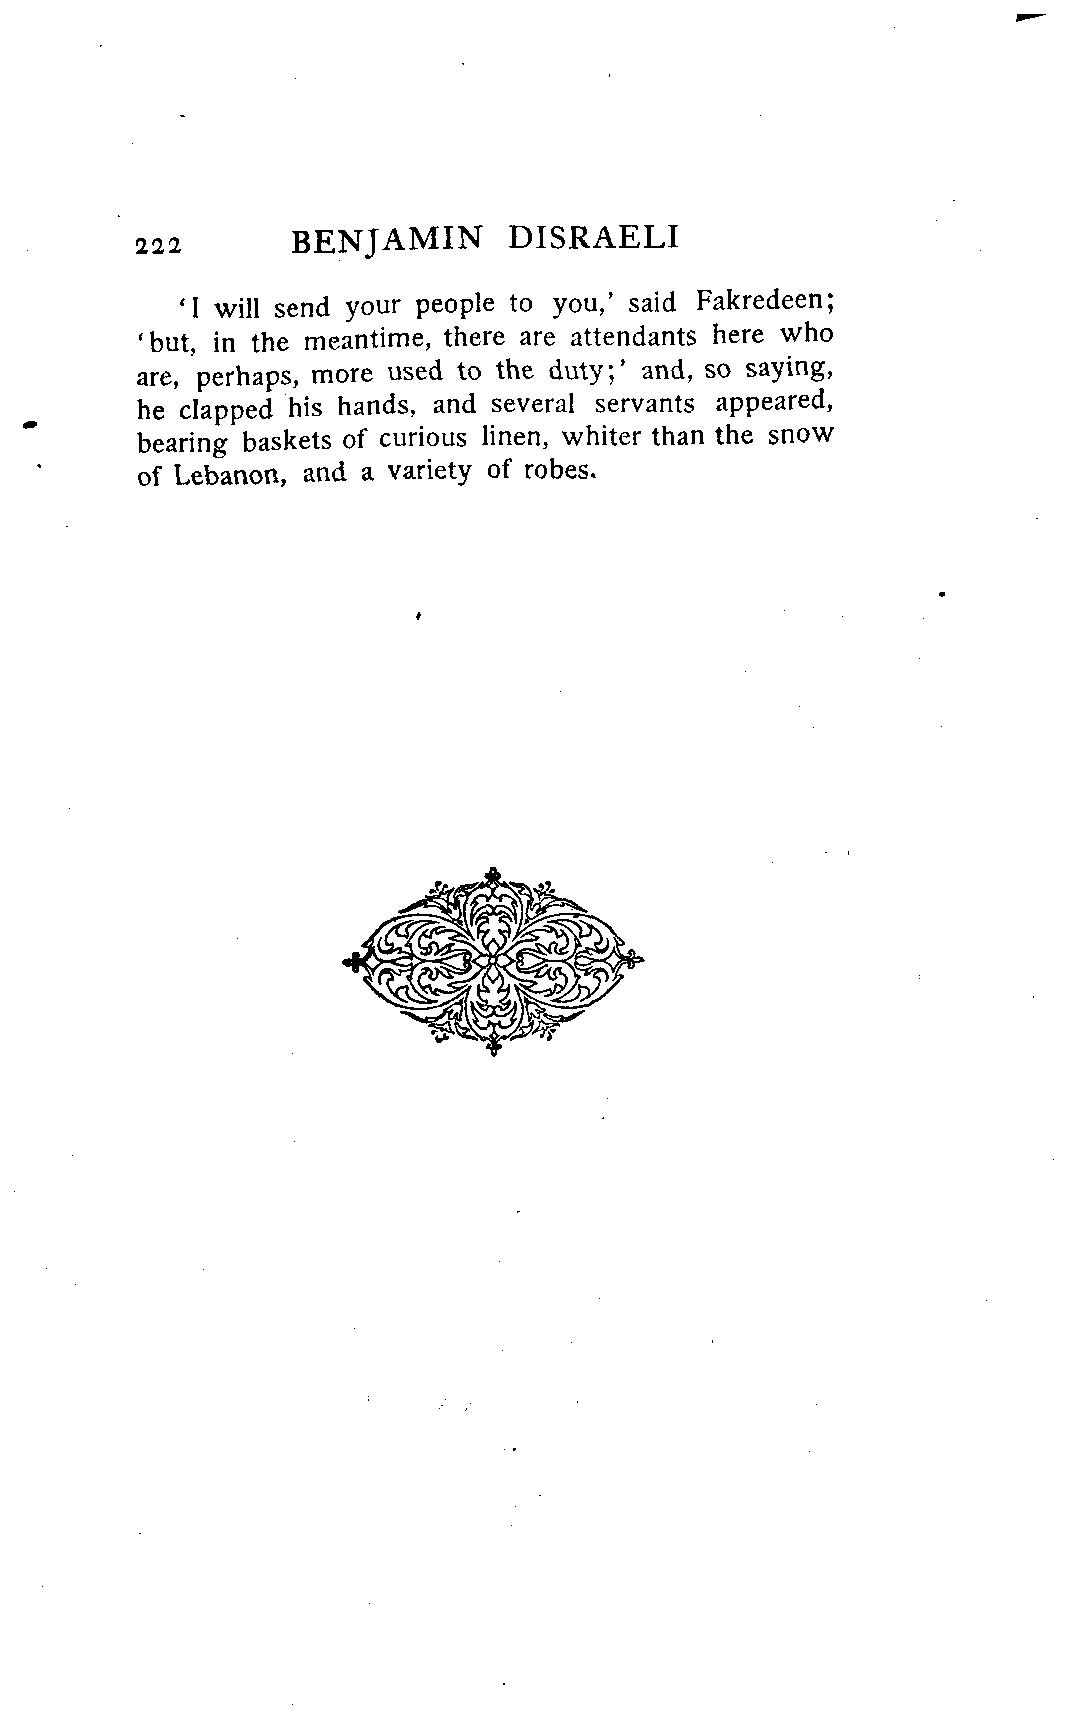 222 BENJAMIN DISRAELI
‘I will send your people to you,’ said Fakredeen;
‘but, in the meantime, there are attendants here who
are, perhaps, more used to the duty;’ and, so saying,
he clapped his hands, and several servants appeared,
bearing baskets of curious linen, whiter than the snow
of Lebanon, and a variety of robes.